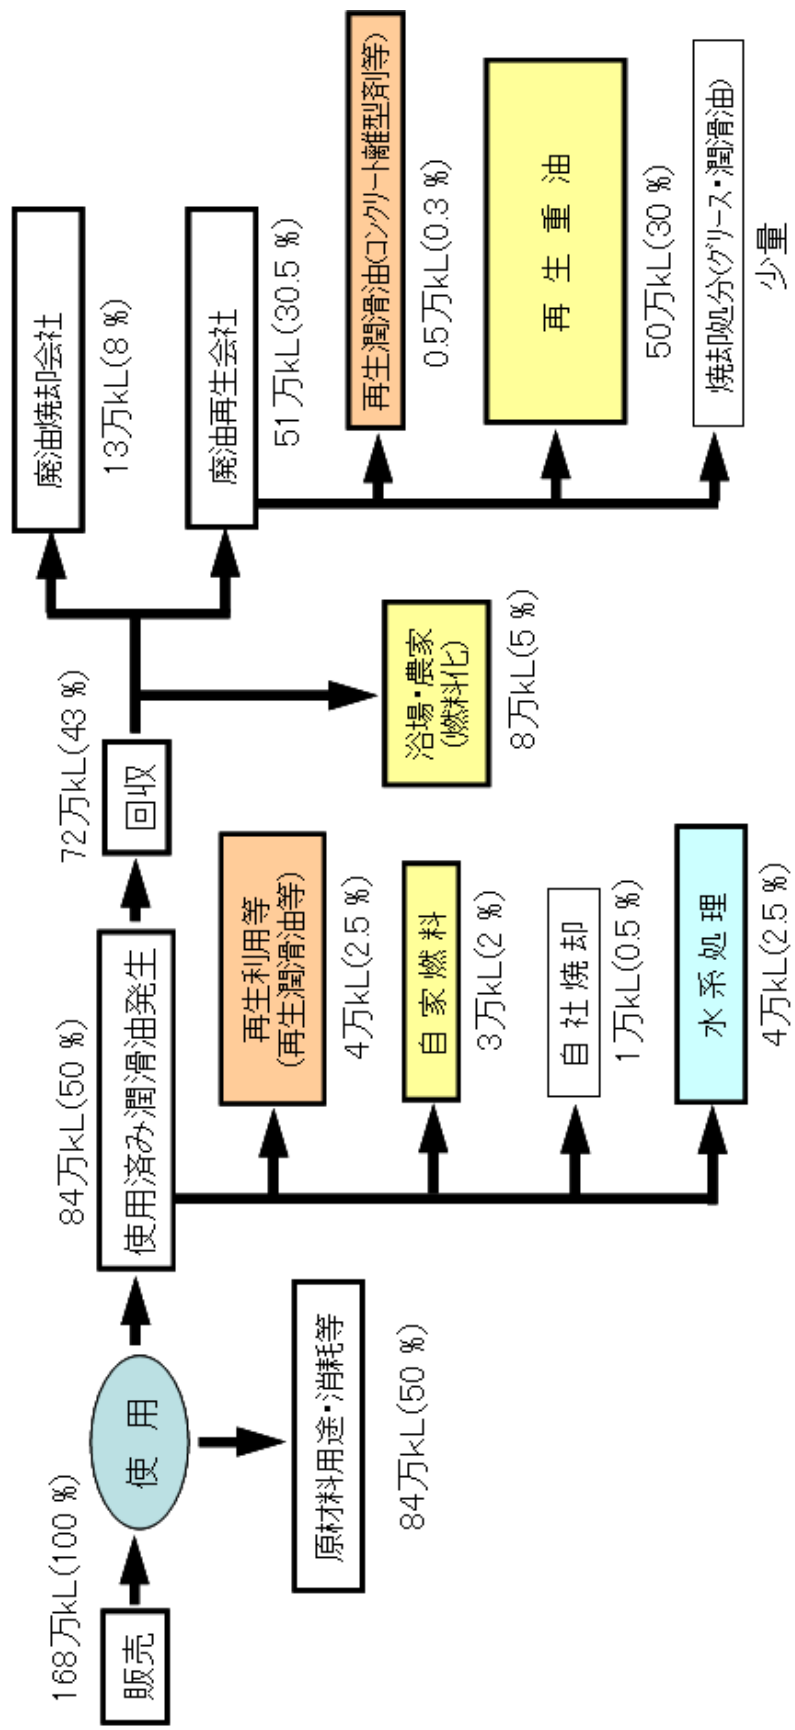 販売
168万kL(100 %)
使 用
原材料用途・消耗等
84万kL(50 %)
使用済み潤滑油発生
84万kL(50 %)
再生利用等
(再生潤滑油等)
4万kL(2.5 %)
自 家 燃 料
3万kL(2 %)
自 社 焼 却
1万kL(0.5 %)
水 系 処 理
4万kL(2.5 %)
回収
72万kL(43 %)
浴場・農家
(燃料化)
8万kL(5 %)
廃油焼却会社
13万kL(8 %)
廃油再生会社
51万kL(30.5 %)
再生潤滑油(コンクリート離型剤等)
0.5万kL(0.3 %)
再 生 重 油
50万kL(30 %)
焼却処分(グリース・潤滑油)
少量